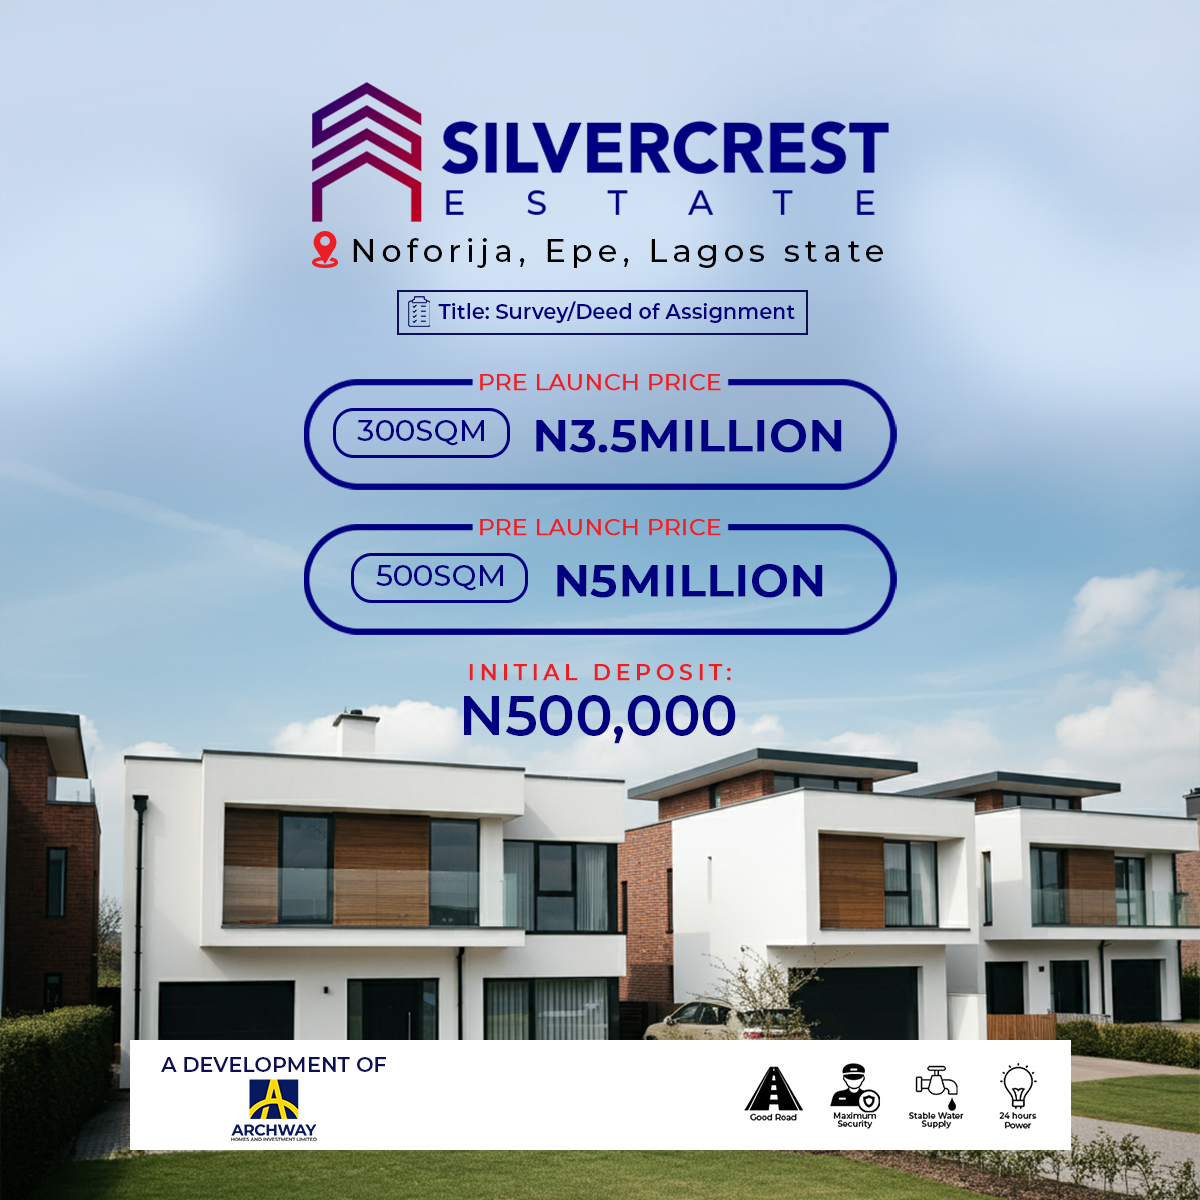 SILVERCREST
ESTATE
Noforija, Epe, Lagos state
Title: Survey/Deed of Assignment
PRE LAUNCH PRICE
300SQM N3.5MILLION
PRE LAUNCH PRICE
500SQM N5MILLION
INITIAL DEPOSIT:
N500,000
A DEVELOPMENT OF
ARCHWAY
HOMES AND INVESTMENT LIMITED
Good Road
Maximum
Security
Stable Water
Supply
24 hours
Power